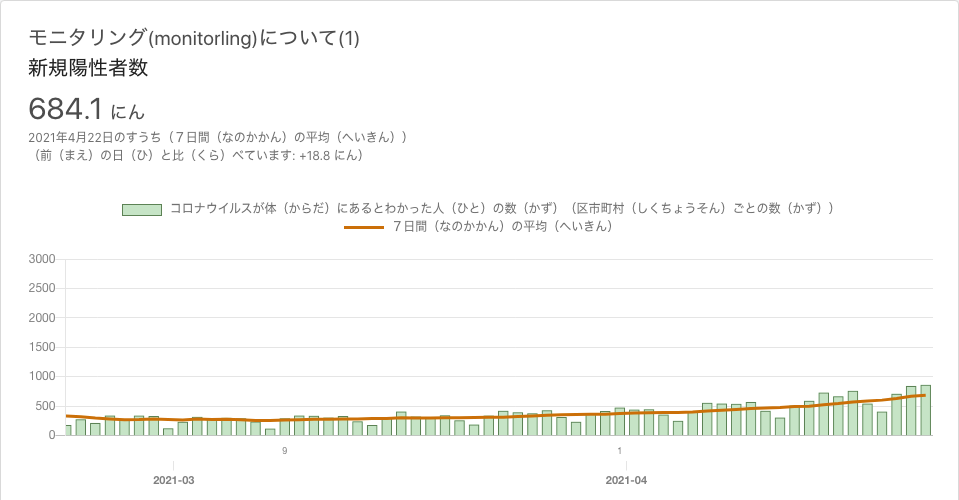 モニタリング(monitorling)について(1)
新規陽性者数
684.1 にん
2021年4月22日のすうち（７日間（なのかかん）の平均（へいきん））
（前（まえ）の日（ひ）と比（くら）べています: +18.8 にん）
コロナウイルスが体（からだ）にあるとわかった人（ひと）の数（かず）（区市町村（しくちょうそん）ごとの数（かず））
７日間（なのかかん）の平均（へいきん）
3000
2500
2000
1500
1000
500
0
9 1
2021-03 2021-04